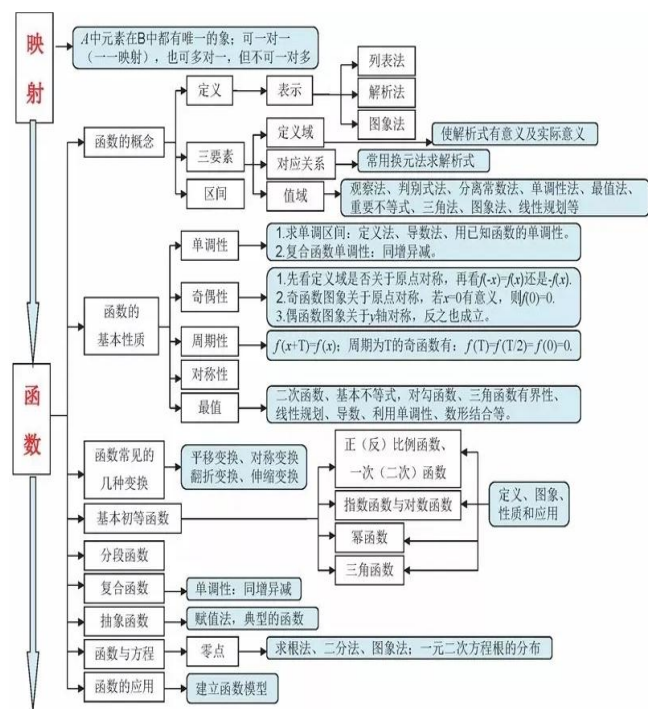 映射
A中元素在B中都有唯一的象；可一对一
（一一映射），也可多对一，但不可一对多
函数的概念
定义
表示
列表法
解析法
图象法
三要素
定义域
使解析式有意义及实际意义
对应关系
常用换元法求解析式
值域
观察法、判别式法、分离常数法、单调性法、最值法、
重要不等式、三角法、图象法、线性规划等
区间
函数
函数的
基本性质
单调性
1.求单调区间：定义法、导数法、用已知函数的单调性。
2.复合函数单调性：同增异减。
奇偶性
1.先看定义域是否关于原点对称，再看f(-x)=f(x)还是-f(x).
2.奇函数图象关于原点对称，若x=0有意义，则f(0)=0.
3.偶函数图象关于y轴对称，反之也成立。
周期性
f(x+T)=f(x)；周期为T的奇函数有：f(T)=f(T/2)=f(0)=0.
对称性
最值
二次函数、基本不等式，对勾函数、三角函数有界性、
线性规划、导数、利用单调性、数形结合等。
函数常见的
几种变换
平移变换、对称变换
翻折变换、伸缩变换
基本初等函数
正（反）比例函数、
一次（二次）函数
指数函数与对数函数
幂函数
三角函数
定义、图象、
性质和应用
分段函数
复合函数
单调性：同增异减
抽象函数
赋值法，典型的函数
函数与方程
零点
求根法、二分法、图象法；一元二次方程根的分布
函数的应用
建立函数模型